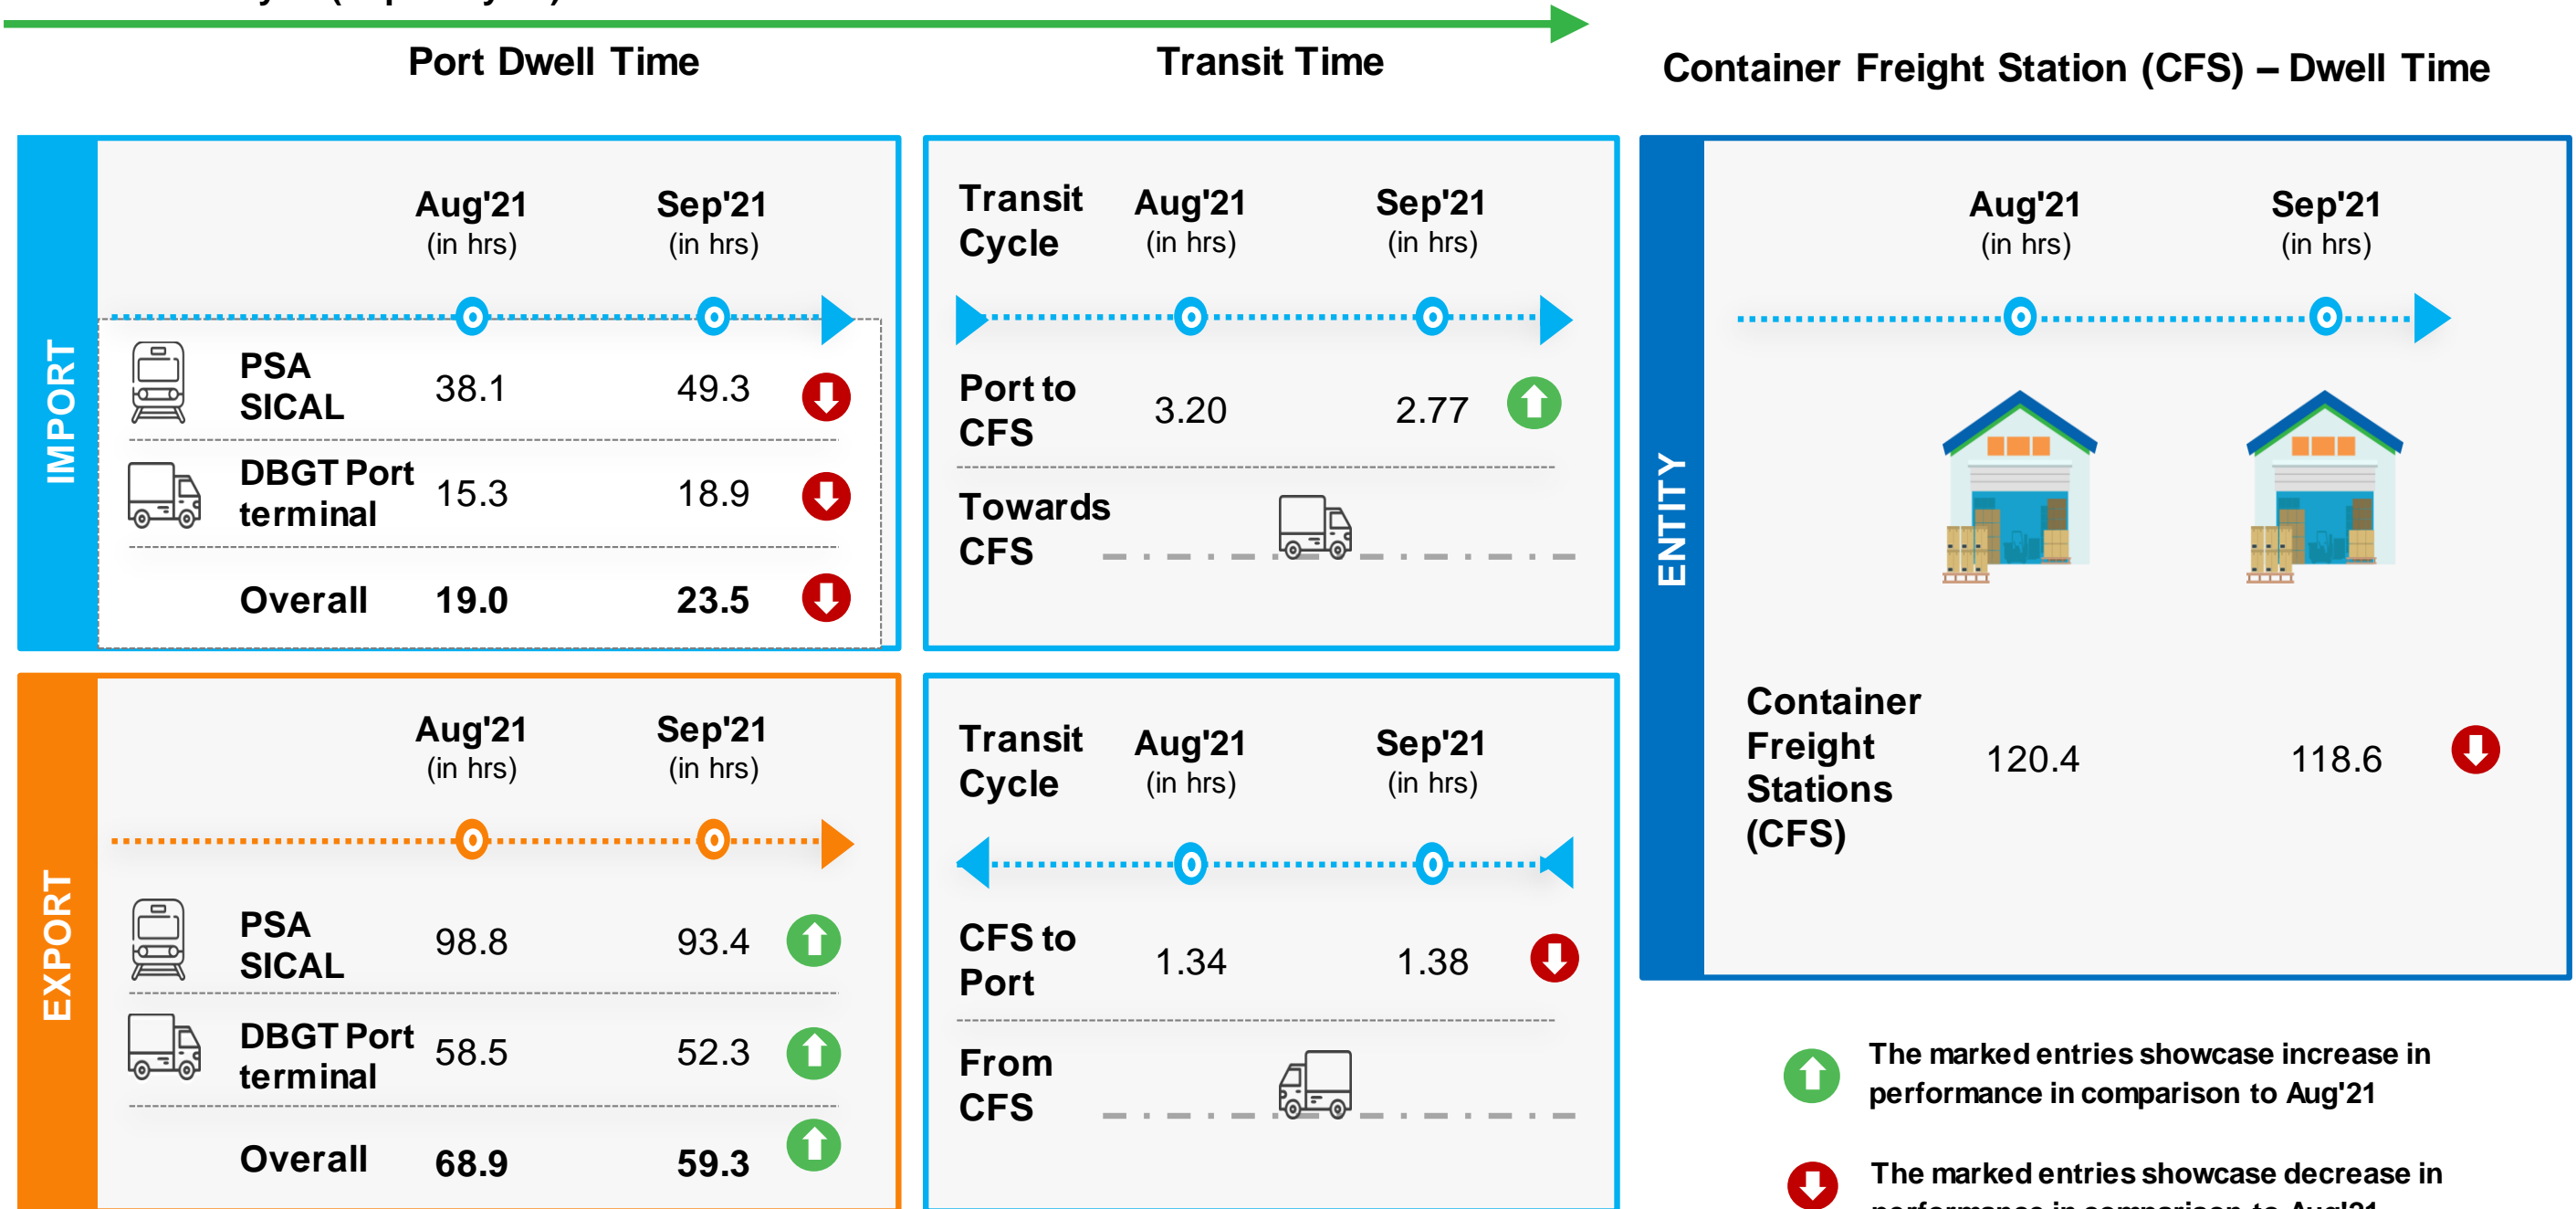 Port Dwell Time
Transit Time
Container Freight Station (CFS) – Dwell Time
IMPORT
Aug'21
Sep'21
(in hrs)
(in hrs)
PSA
SICAL
38.1
49.3
DBGT Port
terminal
15.3
18.9
Overall
19.0
23.5
Transit
Cycle
Aug'21
Sep'21
(in hrs)
(in hrs)
Port to
CFS
3.20
2.77
Towards
CFS
ENTITY
Aug'21
Sep'21
(in hrs)
(in hrs)
Container
Freight
Stations
(CFS)
120.4
118.6
EXPORT
Aug'21
Sep'21
(in hrs)
(in hrs)
PSA
SICAL
98.8
93.4
DBGT Port
terminal
58.5
52.3
Overall
68.9
59.3
Transit
Cycle
Aug'21
Sep'21
(in hrs)
(in hrs)
CFS to
Port
1.34
1.38
From
CFS
The marked entries showcase increase in
performance in comparison to Aug'21
The marked entries showcase decrease in
performance in comparison to Aug'21